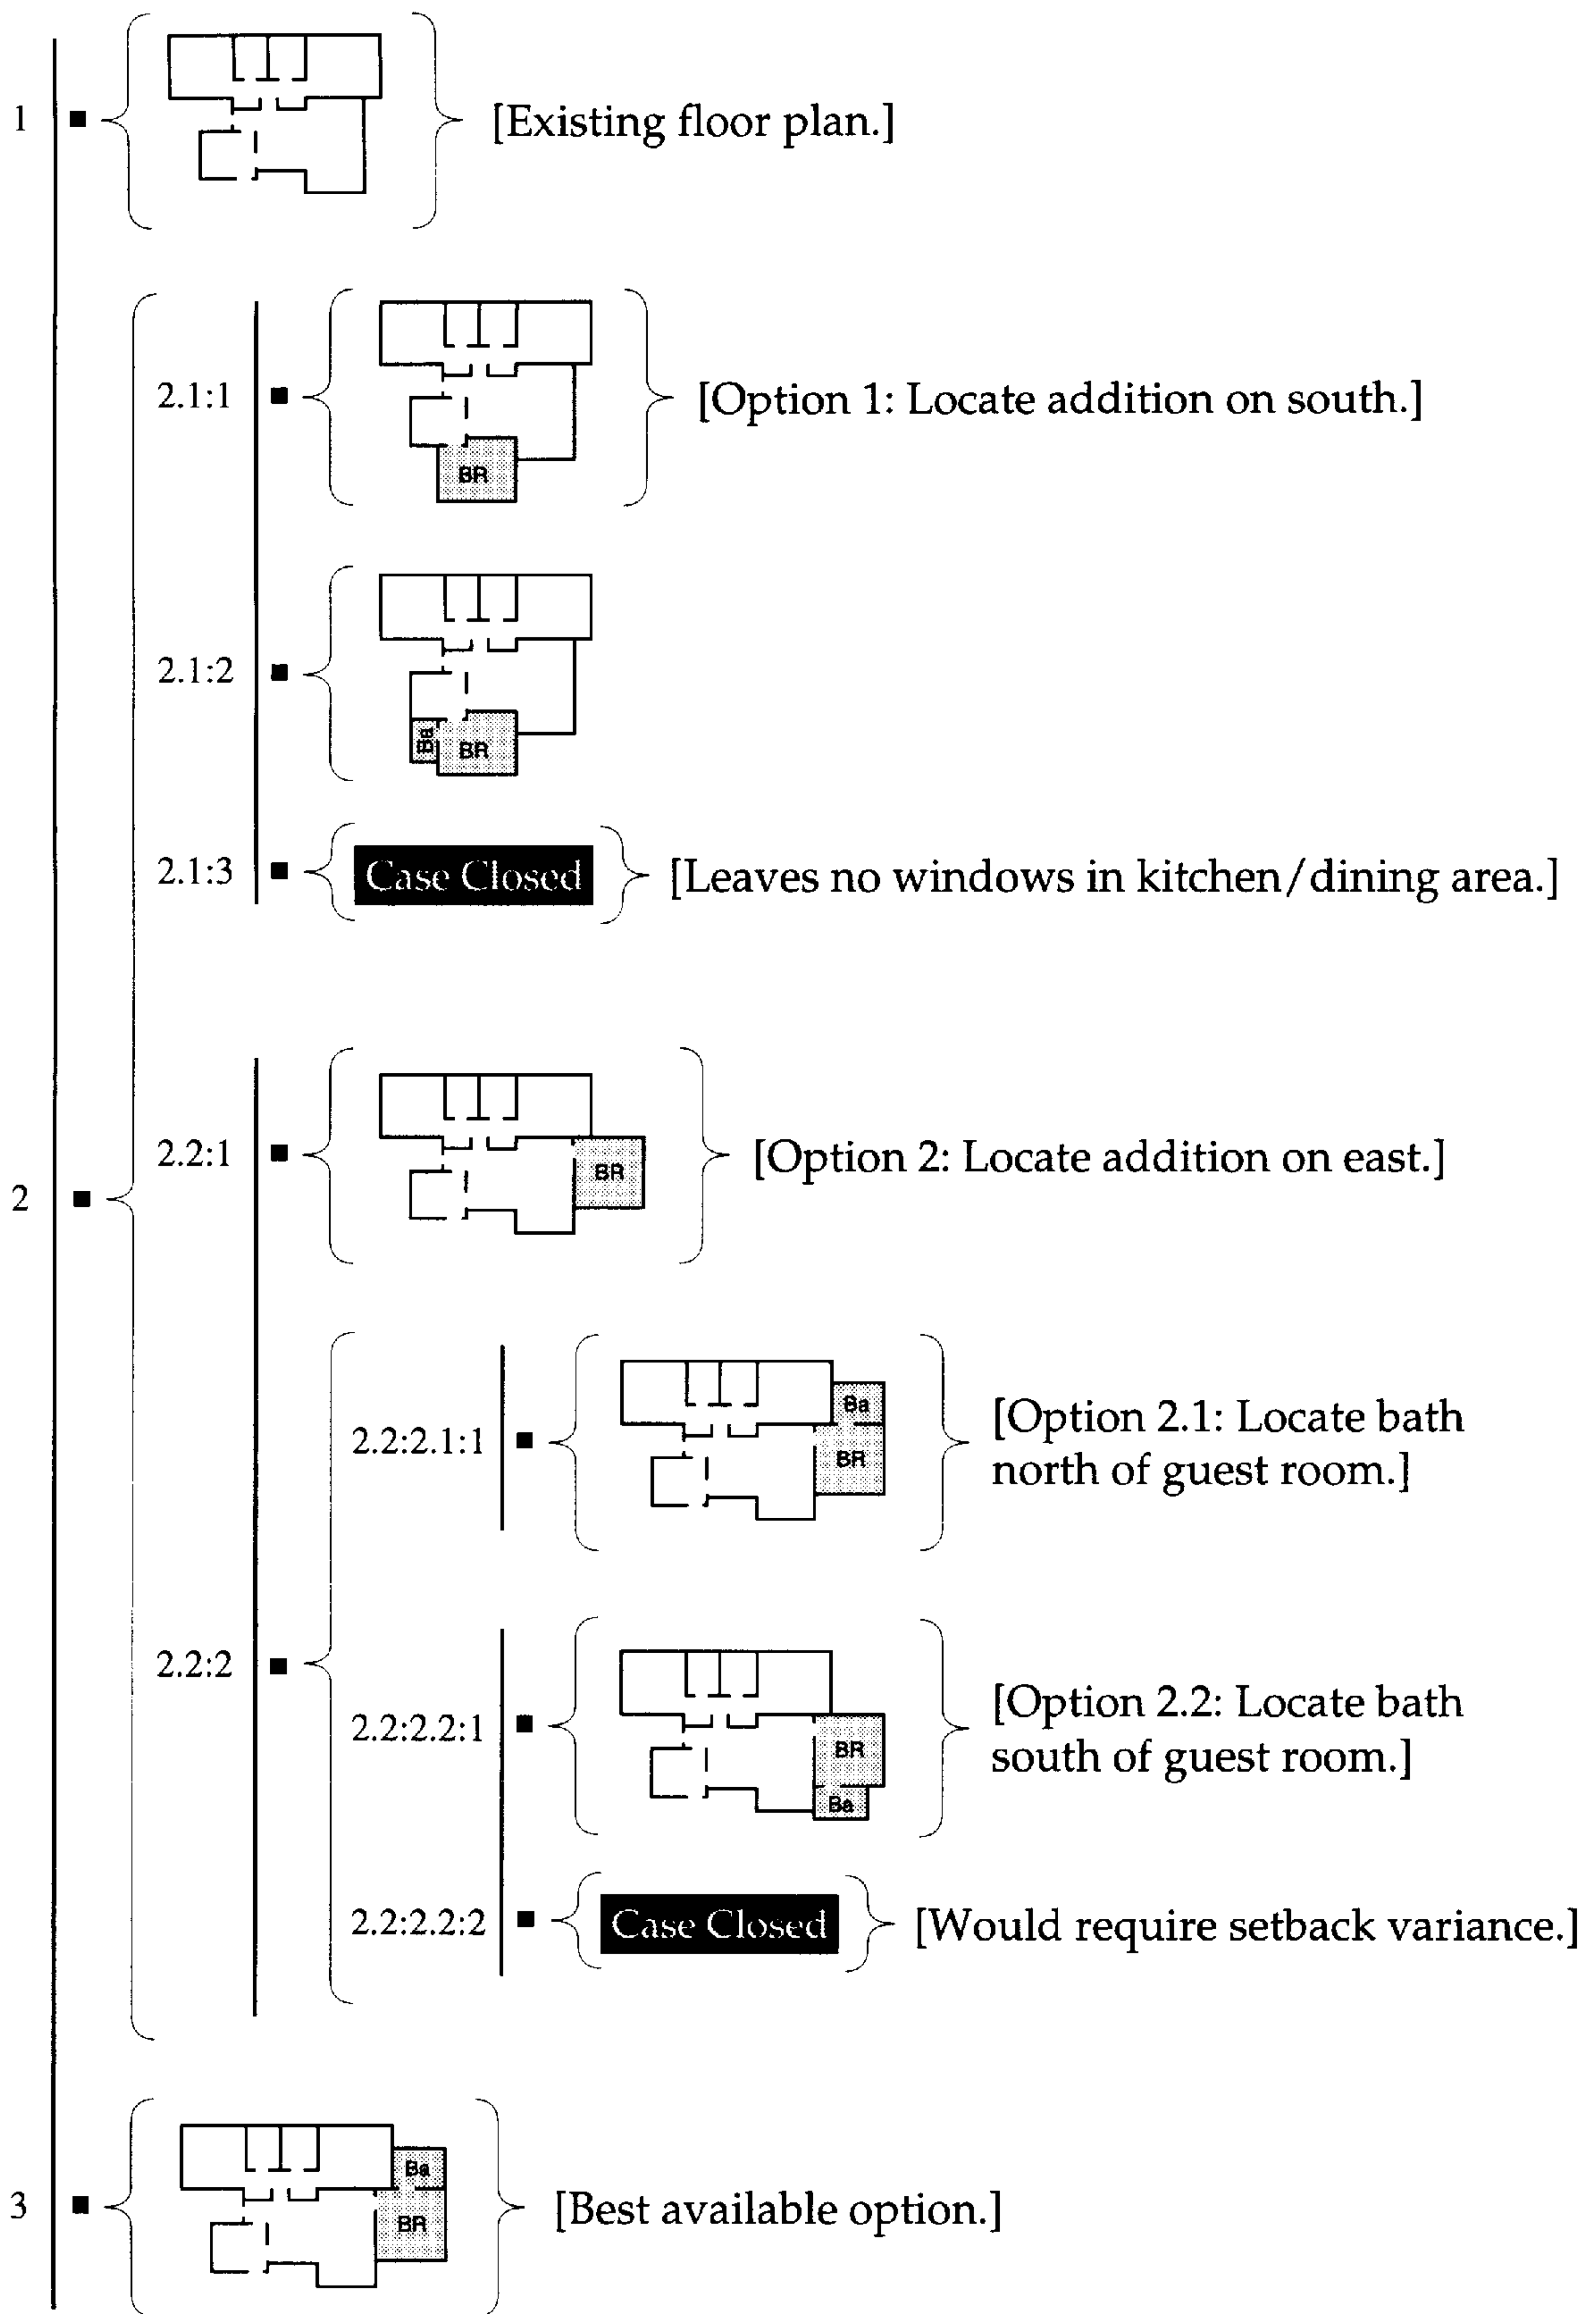 1
[Existing floor plan.]
2.1:1
[Option 1: Locate addition on south.]
BR
2.1:2
Ba
BR
2.1:3
Case Closed
[Leaves no windows in kitchen/dining area.]
2.2:1
BR
[Option 2: Locate addition on east.]
2
2.2:2.1:1
Ba
BR
[Option 2.1: Locate bath
north of guest room.]
2.2:2
2.2:2.2:1
BR
Ba
[Option 2.2: Locate bath
south of guest room.]
2.2:2.2:2
Case Closed
[Would require setback variance.]
3
Ba
BR
[Best available option.]